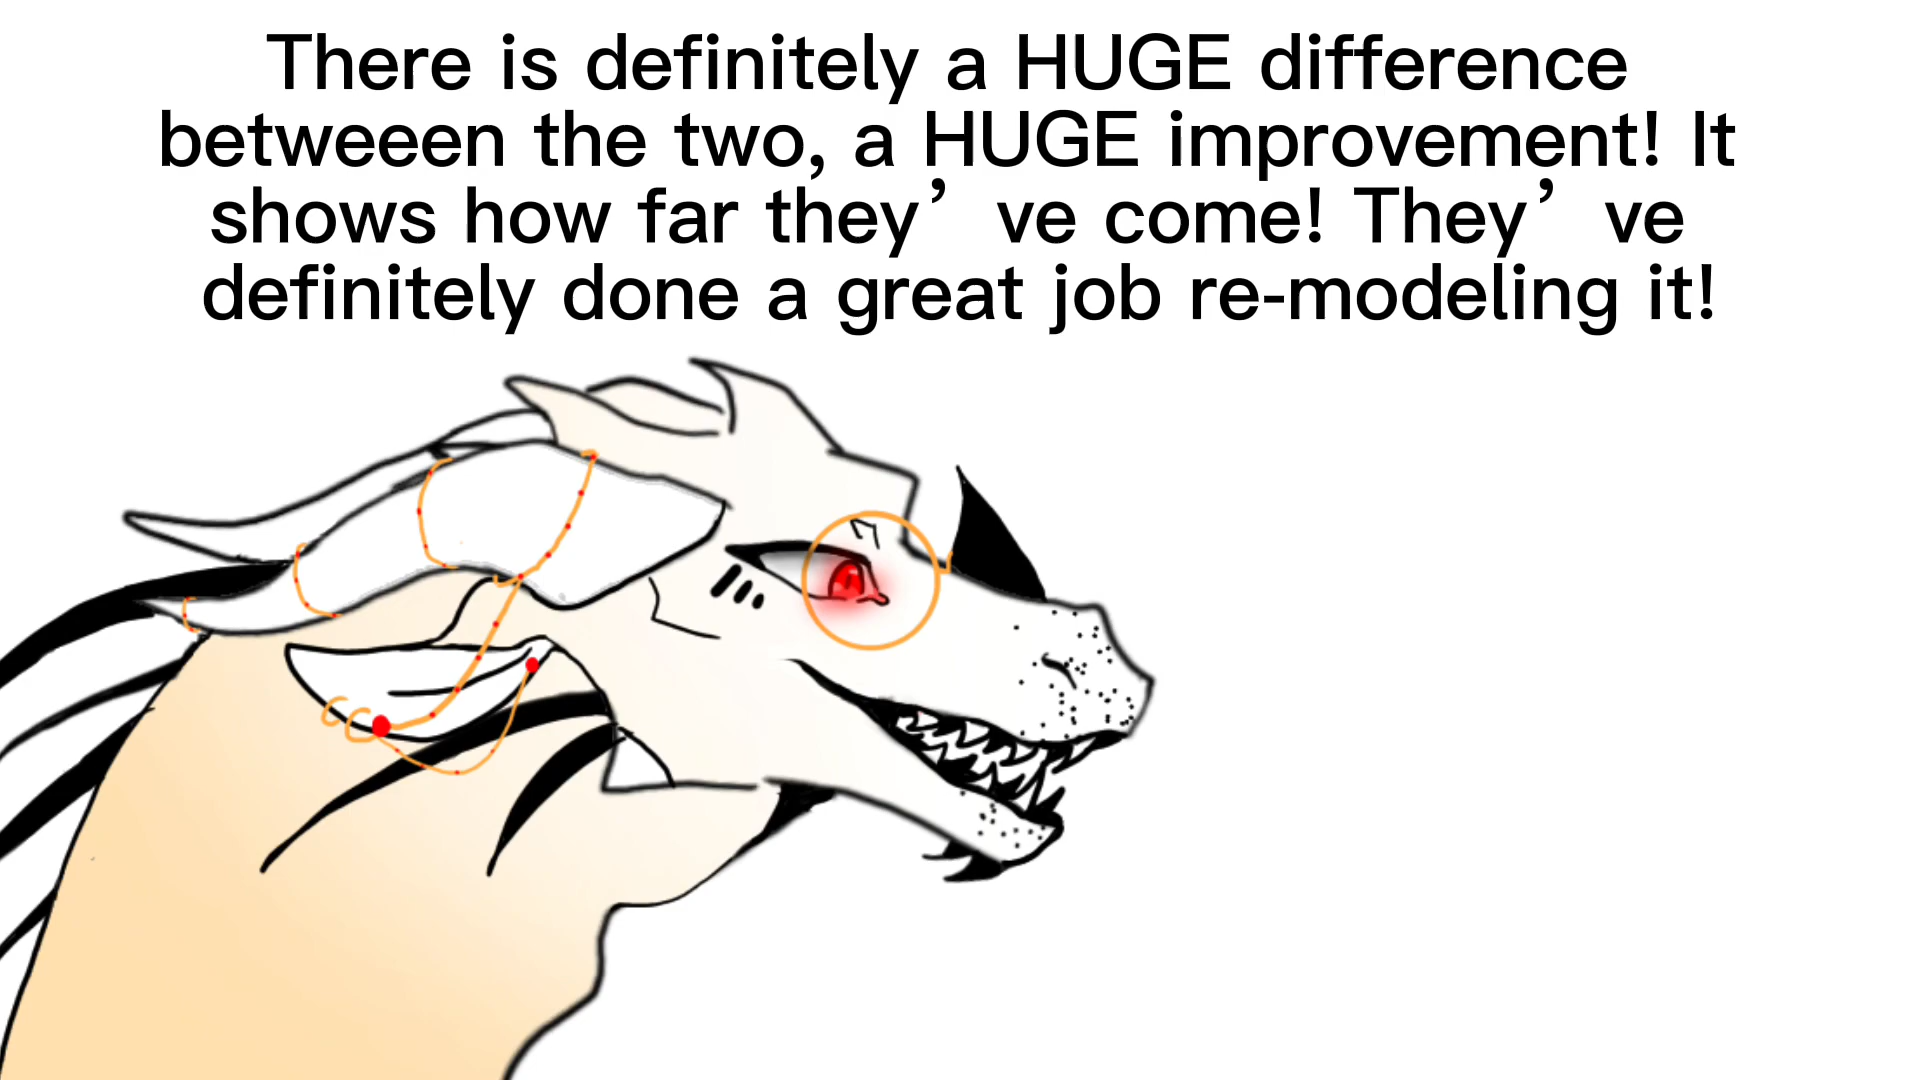 There is definitely a HUGE difference
betweeen the two, a HUGE improvement! It
shows how far they’ve come! They’ve
definitely done a great job re-modeling it!